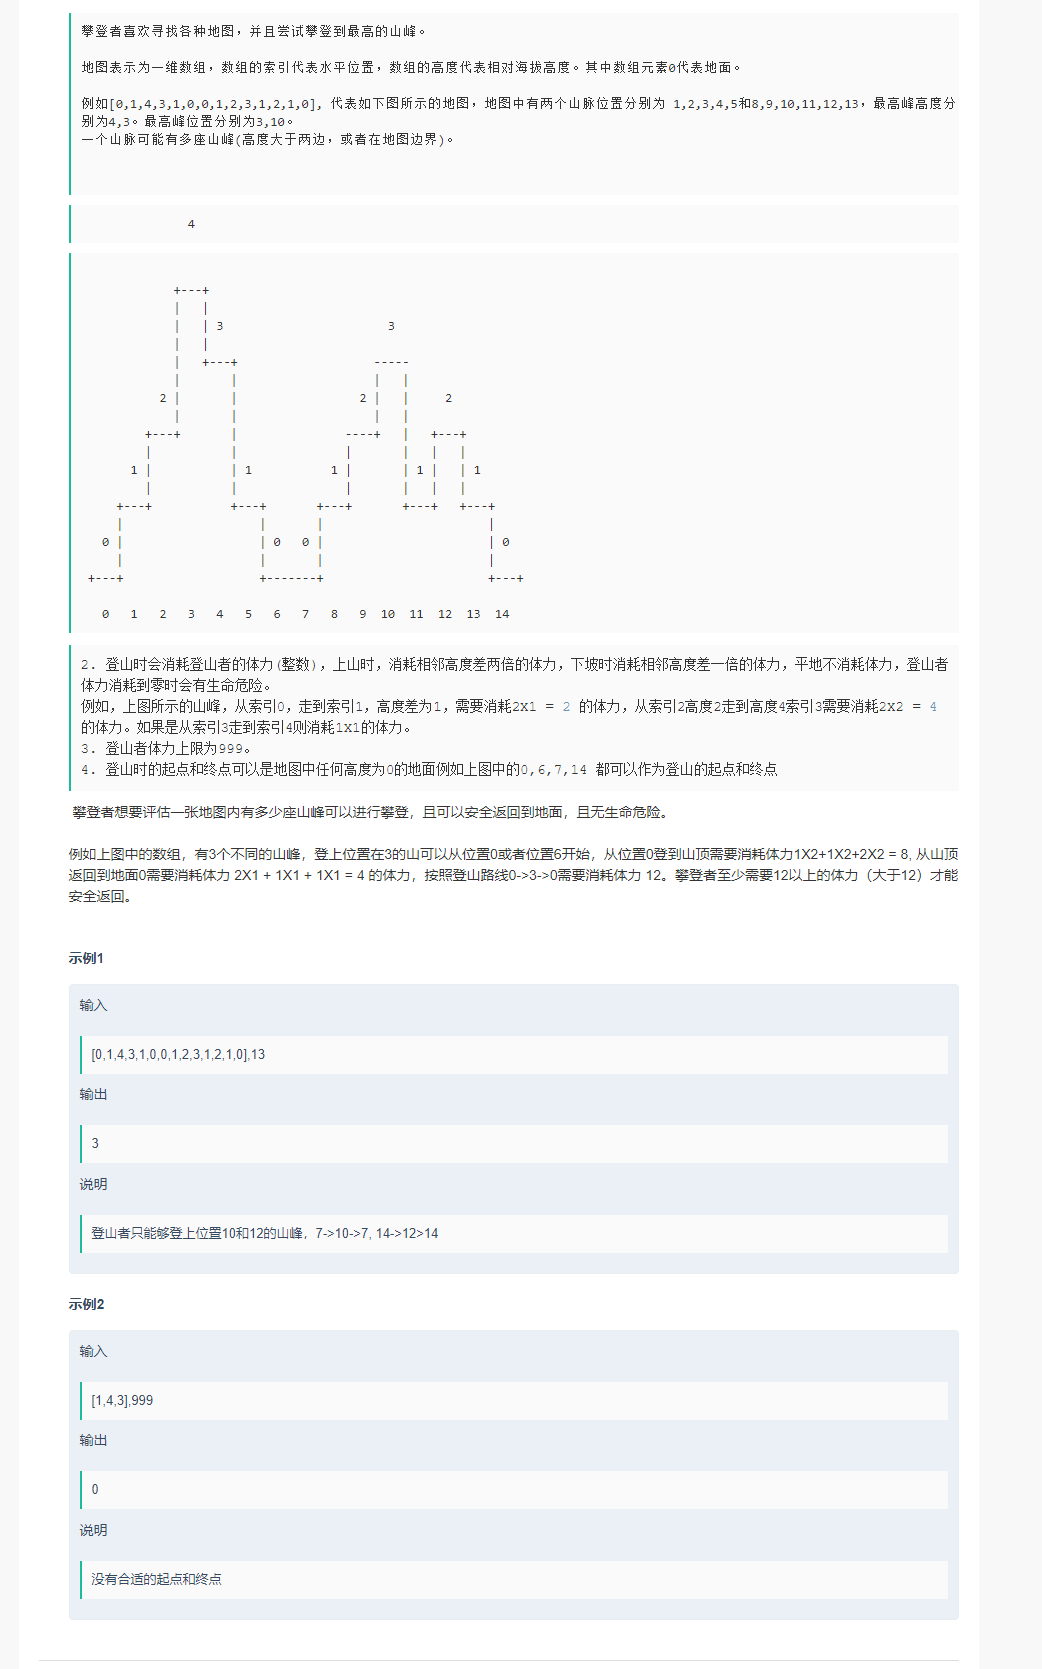 攀登者喜欢寻找各种地图，并且尝试攀登到最高的山峰。
地图表示为一维数组，数组的索引代表水平位置，数组的高度代表相对海拔高度。其中数组元素0代表地面。
例如[0,1,4,3,1,0,0,1,2,3,1,2,1,0], 代表如下图所示的地图，地图中有两个山脉位置分别为 1,2,3,4,5和8,9,10,11,12,13，最高峰高度分
别为4,3。最高峰位置分别为3,10。
一个山脉可能有多座山峰(高度大于两边，或者在地图边界)。
4
+---+
| |
| | 3 3
| |
| +---+ -----
| | | |
2 | | 2 | | 2
| | | |
+---+ | ----+ | +---+
| | | | | |
1 | | 1 1 | | 1 | | 1
| | | | | |
+---+ +---+ +---+ +---+ +---+
| | | |
0 | | 0 0 | | 0
| | | |
+---+ +-------+ +---+
0 1 2 3 4 5 6 7 8 9 10 11 12 13 14
2. 登山时会消耗登山者的体力(整数)，上山时，消耗相邻高度差两倍的体力，下坡时消耗相邻高度差一倍的体力，平地不消耗体力，登山者
体力消耗到零时会有生命危险。
例如，上图所示的山峰，从索引0，走到索引1，高度差为1，需要消耗2X1 = 2 的体力，从索引2高度2走到高度4索引3需要消耗2x2 = 4
的体力。如果是从索引3走到索引4则消耗1X1的体力。
3. 登山者体力上限为999。
4. 登山时的起点和终点可以是地图中任何高度为0的地面例如上图中的0,6,7,14 都可以作为登山的起点和终点
攀登者想要评估一张地图内有多少座山峰可以进行攀登，且可以安全返回到地面，且无生命危险。
例如上图中的数组，有3个不同的山峰，登上位置在3的山可以从位置0或者位置6开始，从位置0登到山顶需要消耗体力1X2+1X2+2X2 = 8, 从山顶
返回到地面0需要消耗体力 2X1 + 1X1 + 1X1 = 4 的体力，按照登山路线0->3->0需要消耗体力 12。攀登者至少需要12以上的体力（大于12）才能
安全返回。
示例1
输入
[0,1,4,3,1,0,0,1,2,3,1,2,1,0],13
输出
3
说明
登山者只能够登上位置10和12的山峰，7->10->7, 14->12>14
示例2
输入
[1,4,3],999
输出
0
说明
没有合适的起点和终点